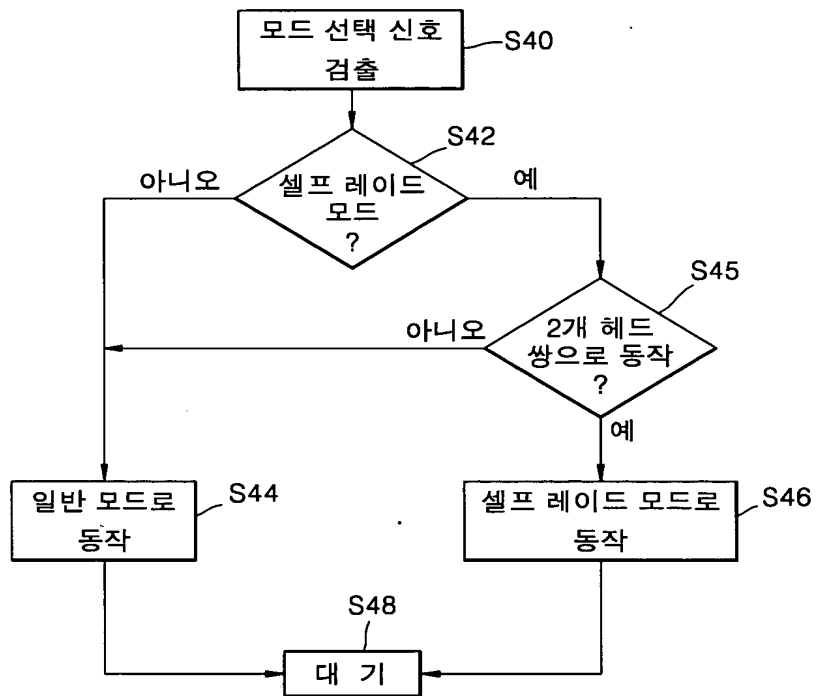 모드 선택 신호
검출
S40
S42
셀프 레이드
모드
?
아니오
예
S45
2개 헤드
쌍으로 동작
?
아니오
예
일반 모드로
동작
S44
셀프 레이드 모드로
동작
S46
S48
대 기